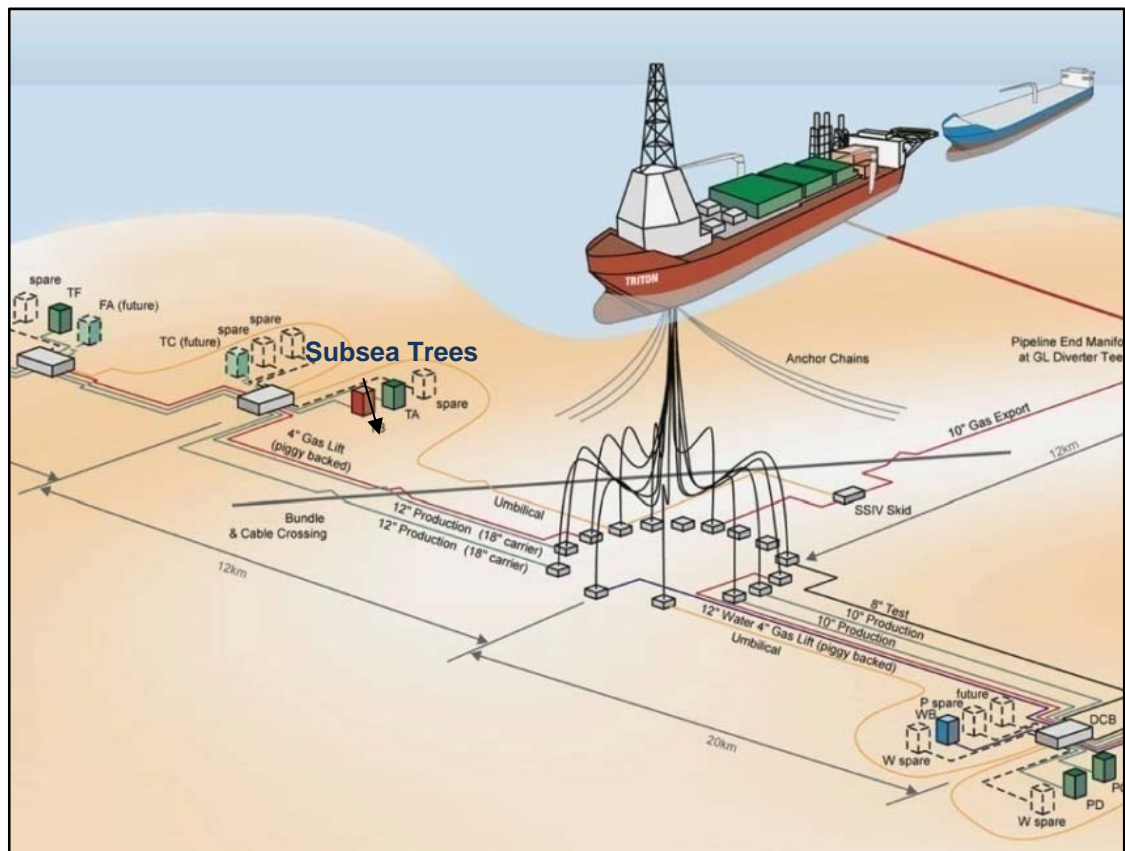 spare
TF
FA (future)
TC (future)
spare
spare
Subsea Trees
TA
spare
TRITON
Anchor Chains
Pipeline End Manifo
at GL Diverter Tee
4" Gas Lift
(piggy backed)
10" Gas Export
12km
SSIV Skid
Umbilical
Bundle
& Cable Crossing
12" Production (18" carrier)
12" Production (18" carrier)
12km
8" Test
10" Production
10" Production
12" Water 4" Gas Lift (piggy backed)
Umbilical
20km
future
P spare
WB
W spare
DCB
PD
W spare